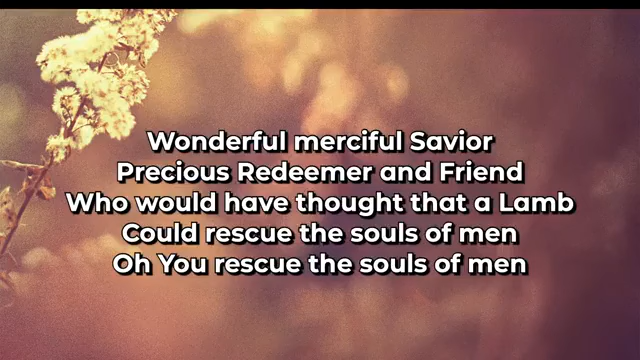 Wonderful merciful Savior
Precious Redeemer and Friend
Who would have thought that a Lamb
Could rescue the souls of men
Oh You rescue the souls of men